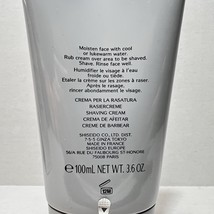 Moisten face with cool
or lukewarm water.
Rub cream over area to be shaved.
Shave. Rinse face well.
Humidifier le visage à l'eau
froide ou tiède.
Etaler la crème sur les zones à raser.
Après le rasage,
rincer abondamment le visage.
CREMA PER LA RASATURA
RASIERCREME
SHAVING CREAM
CREMA DE AFEITAR
CREME DE BARBEAR
SHISEIDO CO., LTD. DIST.
7-5-5 GINZA TOKYO
MADE IN FRANCE
SHISEIDO EUROPE
56/A RUE DU FAUBOURG ST-HONORE
75008 PARIS
℮100mL NET WT. 3.6 OZ.
12M